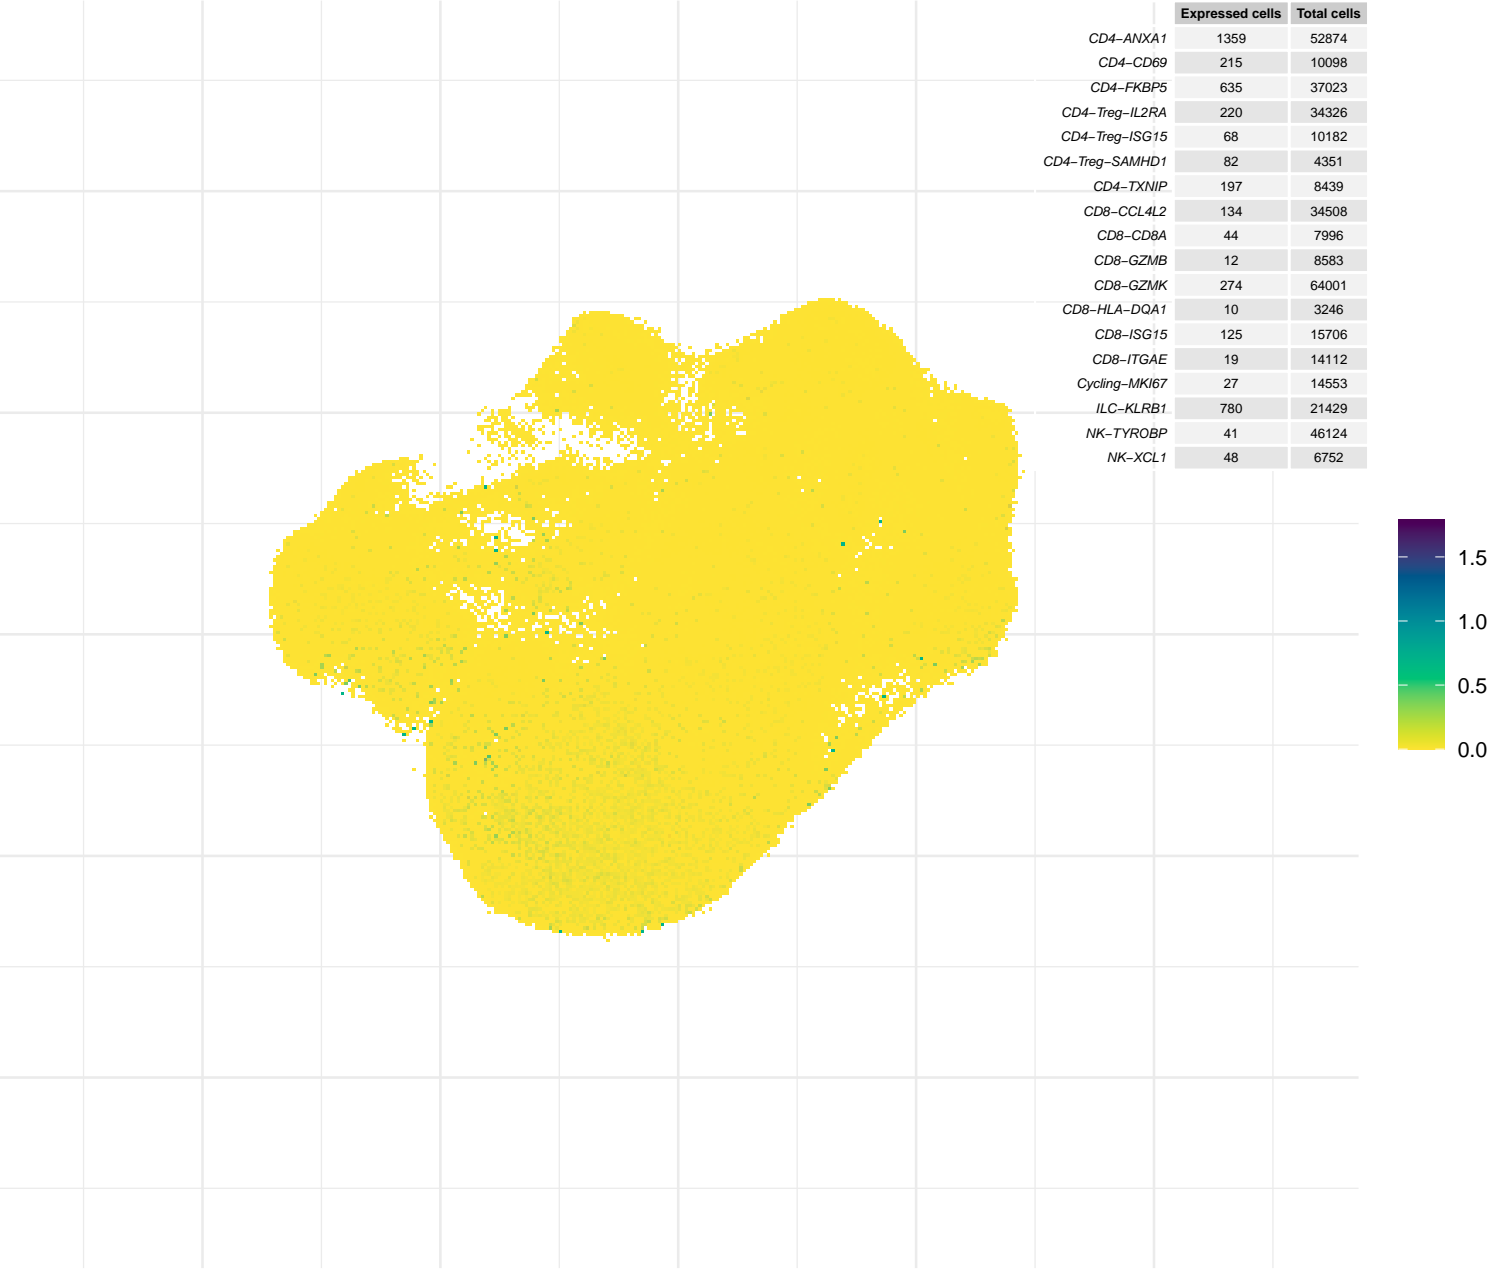 Expressed cells Total cells
CD4−ANXA1 1359 52874
CD4−CD69 215 10098
CD4−FKBP5 635 37023
CD4−Treg−IL2RA 220 34326
CD4−Treg−ISG15 68 10182
CD4−Treg−SAMHD1 82 4351
CD4−TXNIP 197 8439
CD8−CCL4L2 134 34508
CD8−CD8A 44 7996
CD8−GZMB 12 8583
CD8−GZMK 274 64001
CD8−HLA−DQA1 10 3246
CD8−ISG15 125 15706
CD8−ITGAE 19 14112
Cycling−MKI67 27 14553
ILC−KLRB1 780 21429
NK−TYROBP 41 46124
NK−XCL1 48 6752
1.5
1.0
0.5
0.0